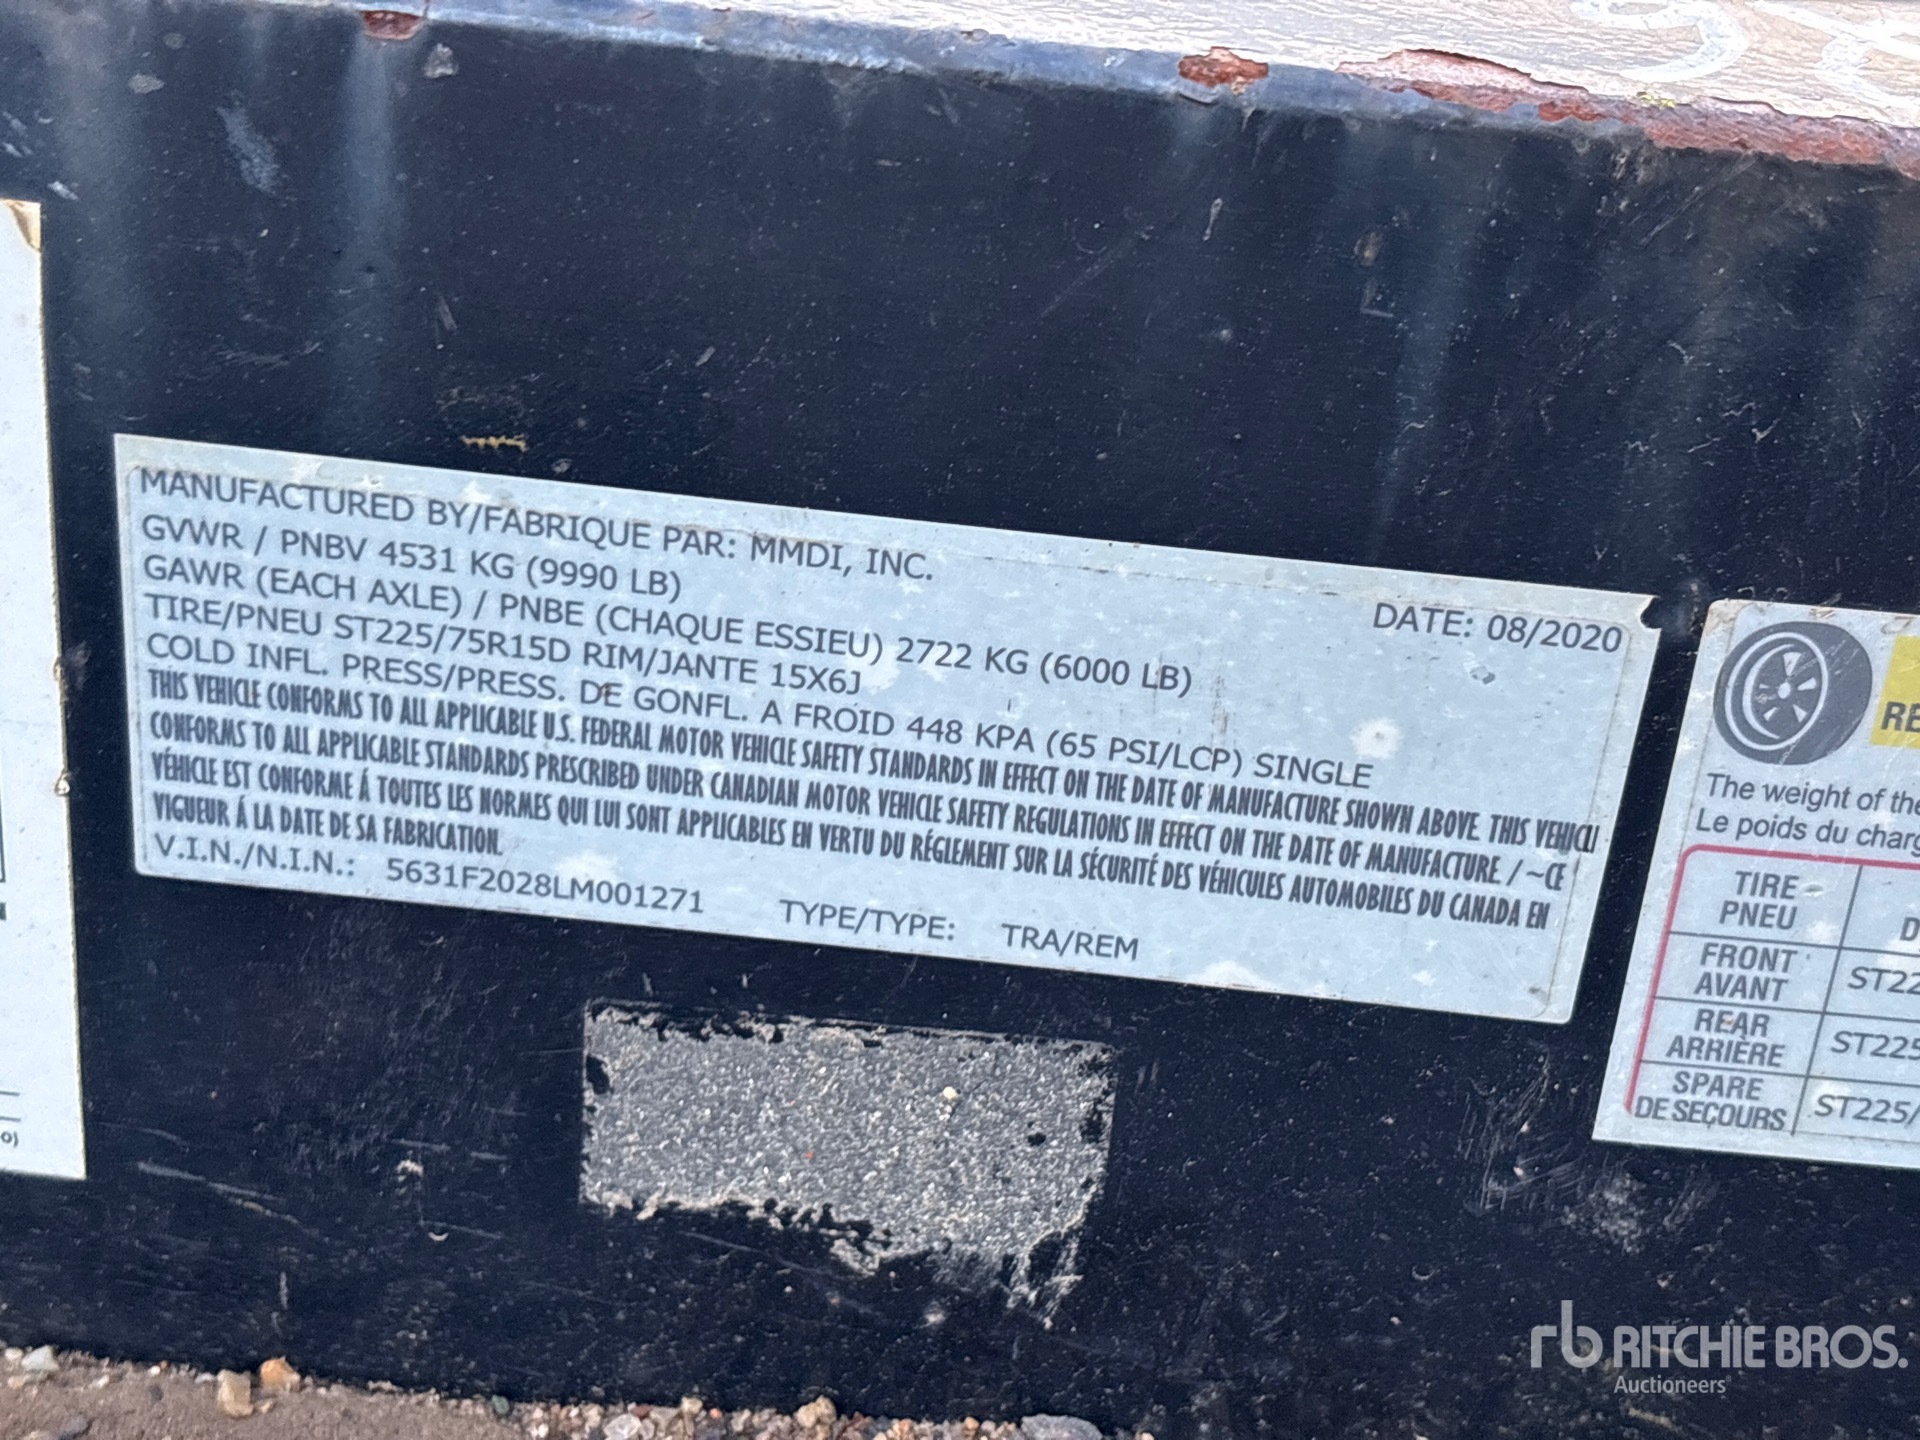 MANUFACTURED BY/FABRIQUE PAR: MMDI, INC.
GVWR / PNBV 4531 KG (9990 LB)
DATE: 08/2020
GAWR (EACH AXLE) / PNBE (CHAQUE ESSIEU) 2722 KG (6000 LB)
TIRE/PNEU ST225/75R15D RIM/JANTE 15X6J
COLD INFL. PRESS/PRESS. DE GONFL. A FROID 448 KPA (65 PSI/LCP) SINGLE
THIS VEHICLE CONFORMS TO ALL APPLICABLE U.S. FEDERAL MOTOR VEHICLE SAFETY STANDARDS IN EFFECT ON THE DATE OF MANUFACTURE SHOWN ABOVE. THIS VEHICLE
CONFORMS TO ALL APPLICABLE STANDARDS PRESCRIBED UNDER CANADIAN MOTOR VEHICLE SAFETY REGULATIONS IN EFFECT ON THE DATE OF MANUFACTURE. / ~CE
VÉHICLE EST CONFORME Á TOUTES LES NORMES QUI LUI SONT APPLICABLES EN VERTU DU RÉGLEMENT SUR LA SÉCURITÉ DES VÉHICULES AUTOMOBILES DU CANADA EN
VIGUEUR Á LA DATE DE SA FABRICATION.
V.I.N./N.I.N.: 5631F2028LM001271 TYPE/TYPE: TRA/REM
RE
The weight of the
Le poids du charg
TIRE
PNEU
D
FRONT
AVANT
ST22
REAR
ARRIÈRE
ST225
SPARE
DE SECOURS
ST225/
rb RITCHIE BROS.
Auctioneers